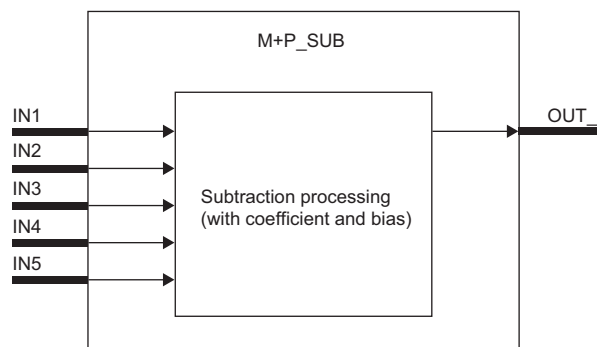 M+P_SUB
IN1
OUT_
IN2
IN3
IN4
IN5
Subtraction processing
(with coefficient and bias)